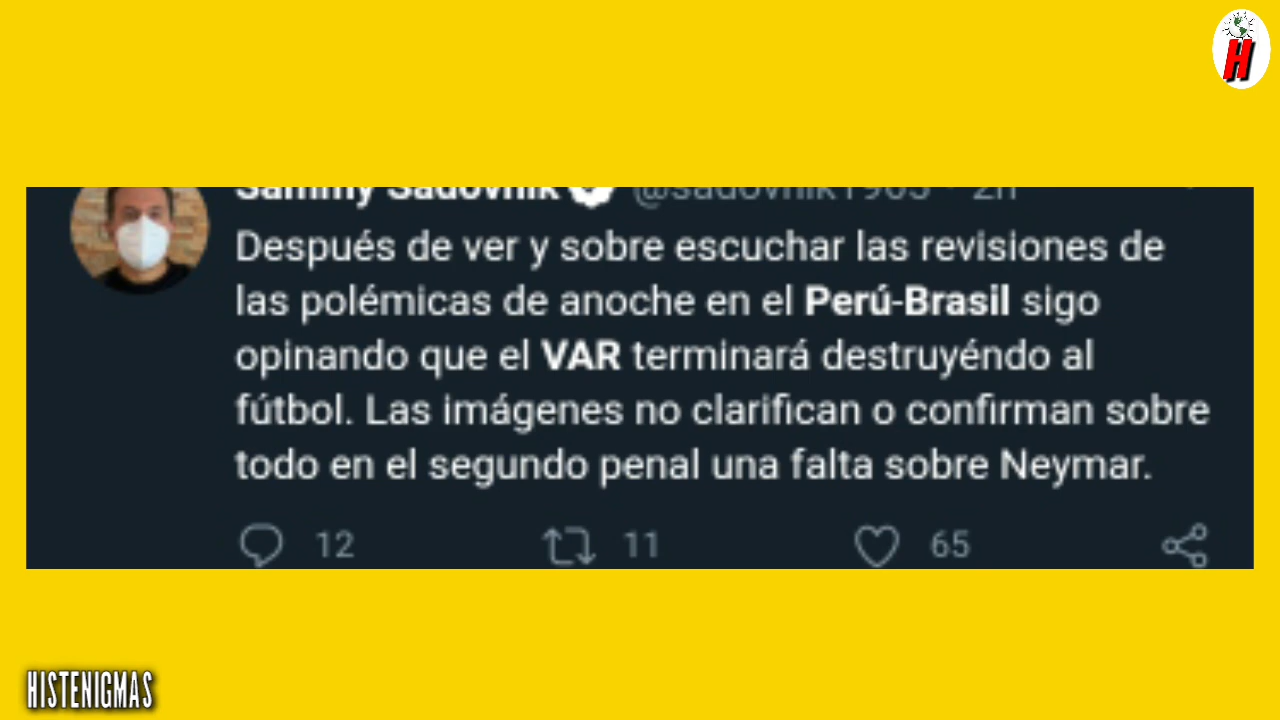 H
Sammy Sadovnik @sadovnik1965 · 2h
Después de ver y sobre escuchar las revisiones de
las polémicas de anoche en el Perú-Brasil sigo
opinando que el VAR terminará destruyéndo al
fútbol. Las imágenes no clarifican o confirman sobre
todo en el segundo penal una falta sobre Neymar.
12 11 65
HISTENIGMAS